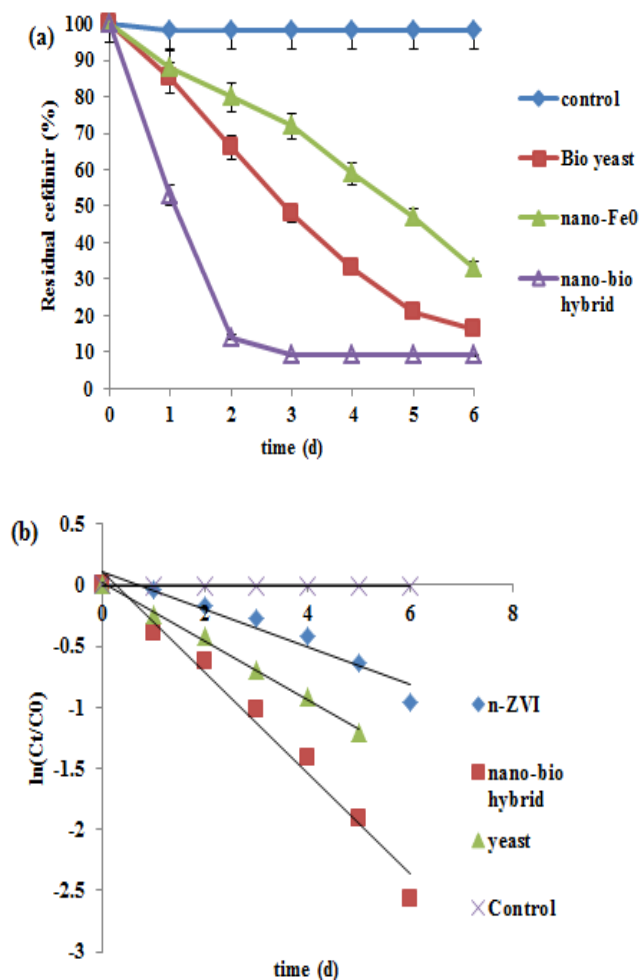 (a)
Residual cefdinir (%)
100
90
80
70
60
50
40
30
20
10
0
0 1 2 3 4 5 6
time (d)
control
Bio yeast
nano-Fe0
nano-bio
hybrid
(b)
ln(Ct/C0)
0.5
0
-0.5
-1
-1.5
-2
-2.5
-3
0 2 4 6 8
time (d)
n-ZVI
nano-bio
hybrid
yeast
Control